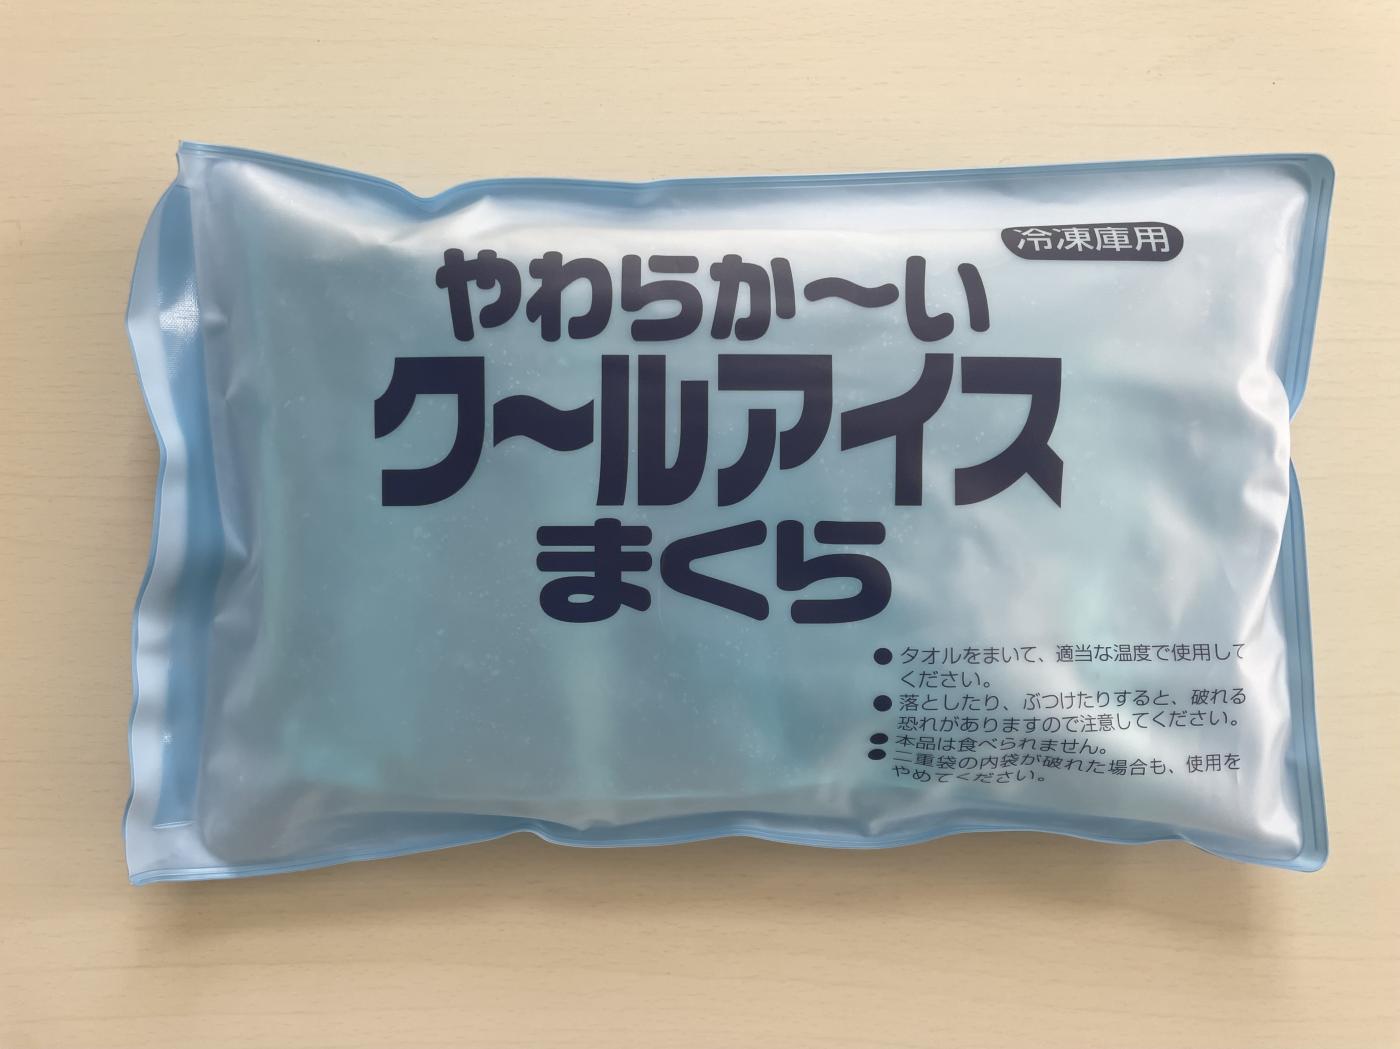 冷凍庫用
やわらか〜い
ク〜ルアイス
まくら
●タオルをまいて、適当な温度で使用して
ください。
●落としたり、ぶつけたりすると、破れる
恐れがありますので注意してください。
●本品は食べられません。
●二重袋の内袋が破れた場合も、使用を
やめてください。